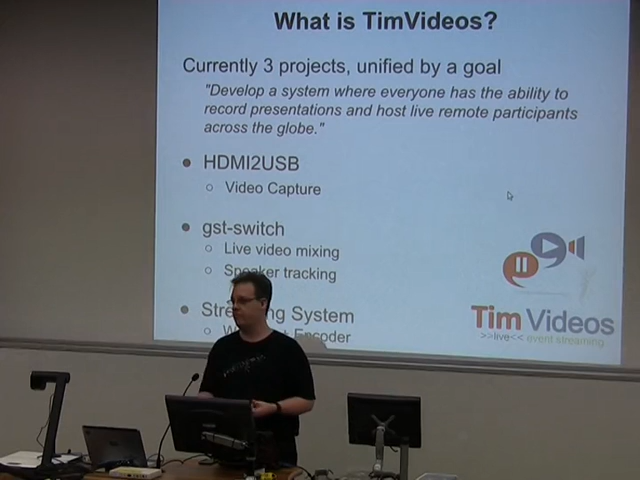 What is TimVideos?
Currently 3 projects, unified by a goal
"Develop a system where everyone has the ability to
record presentations and host live remote participants
across the globe."
HDMI2USB
Video Capture
gst-switch
Live video mixing
Speaker tracking
System
Encoder
Tim Videos
>>live<< event streaming